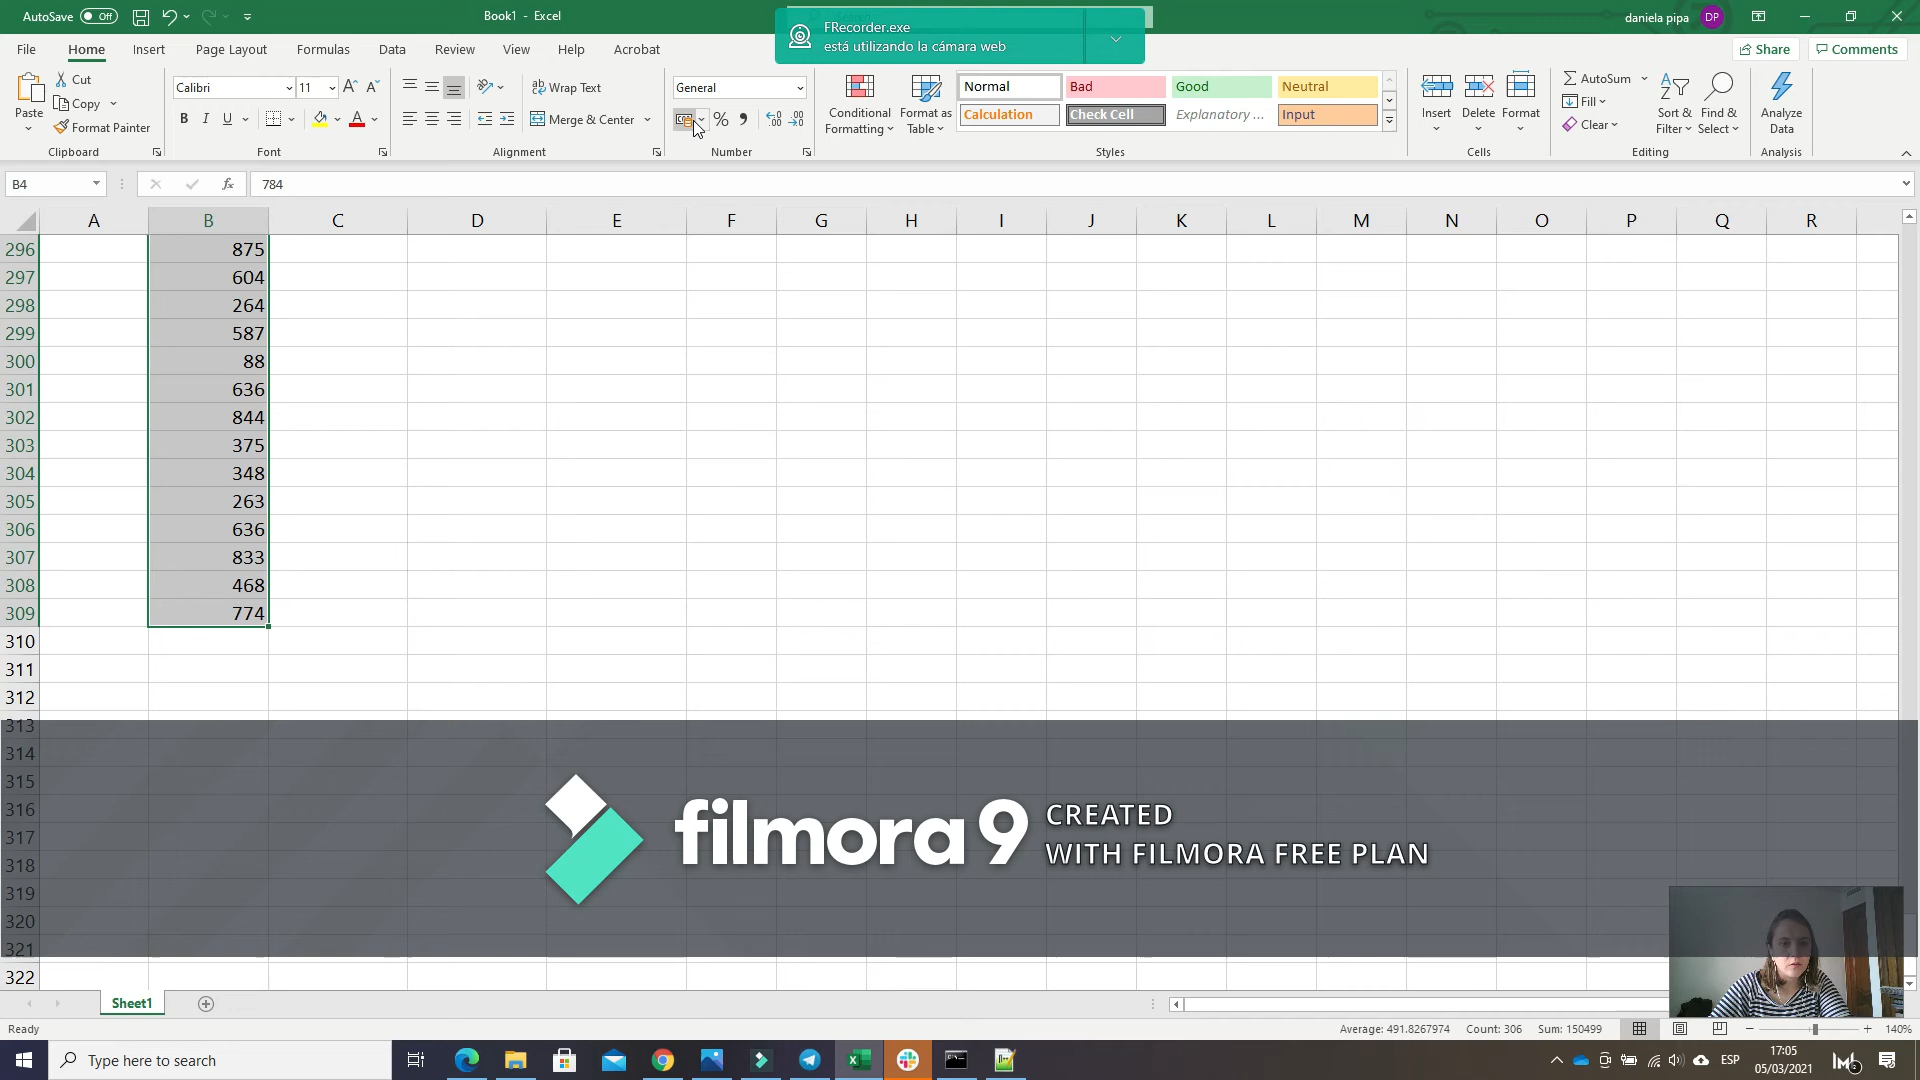 AutoSave Off
Book1 - Excel
FRecorder.exe
está utilizando la cámara web
daniela pipa DP
File Home Insert Page Layout Formulas Data Review View Help Acrobat
Share Comments
Paste
Cut
Copy
Format Painter
Clipboard
Calibri 11
B I U
Font
Wrap Text
Merge & Center
Alignment
General
Number
Conditional Formatting
Format as Table
Normal Bad Good Neutral
Calculation Check Cell Explanatory ... Input
Styles
Insert Delete Format
Cells
AutoSum
Fill
Clear
Sort & Filter
Find & Select
Editing
Analyze Data
Analysis
B4 fx 784
A B C D E F G H I J K L M N O P Q R
296 875
297 604
298 264
299 587
300 88
301 636
302 844
303 375
304 348
305 263
306 636
307 833
308 468
309 774
310
311
312
313
314
315
316
317
318
319
320
321
322
filmora 9
CREATED
WITH FILMORA FREE PLAN
Sheet1
Ready
Average: 491.8267974 Count: 306 Sum: 150499
140%
Type here to search
ESP
17:05
05/03/2021